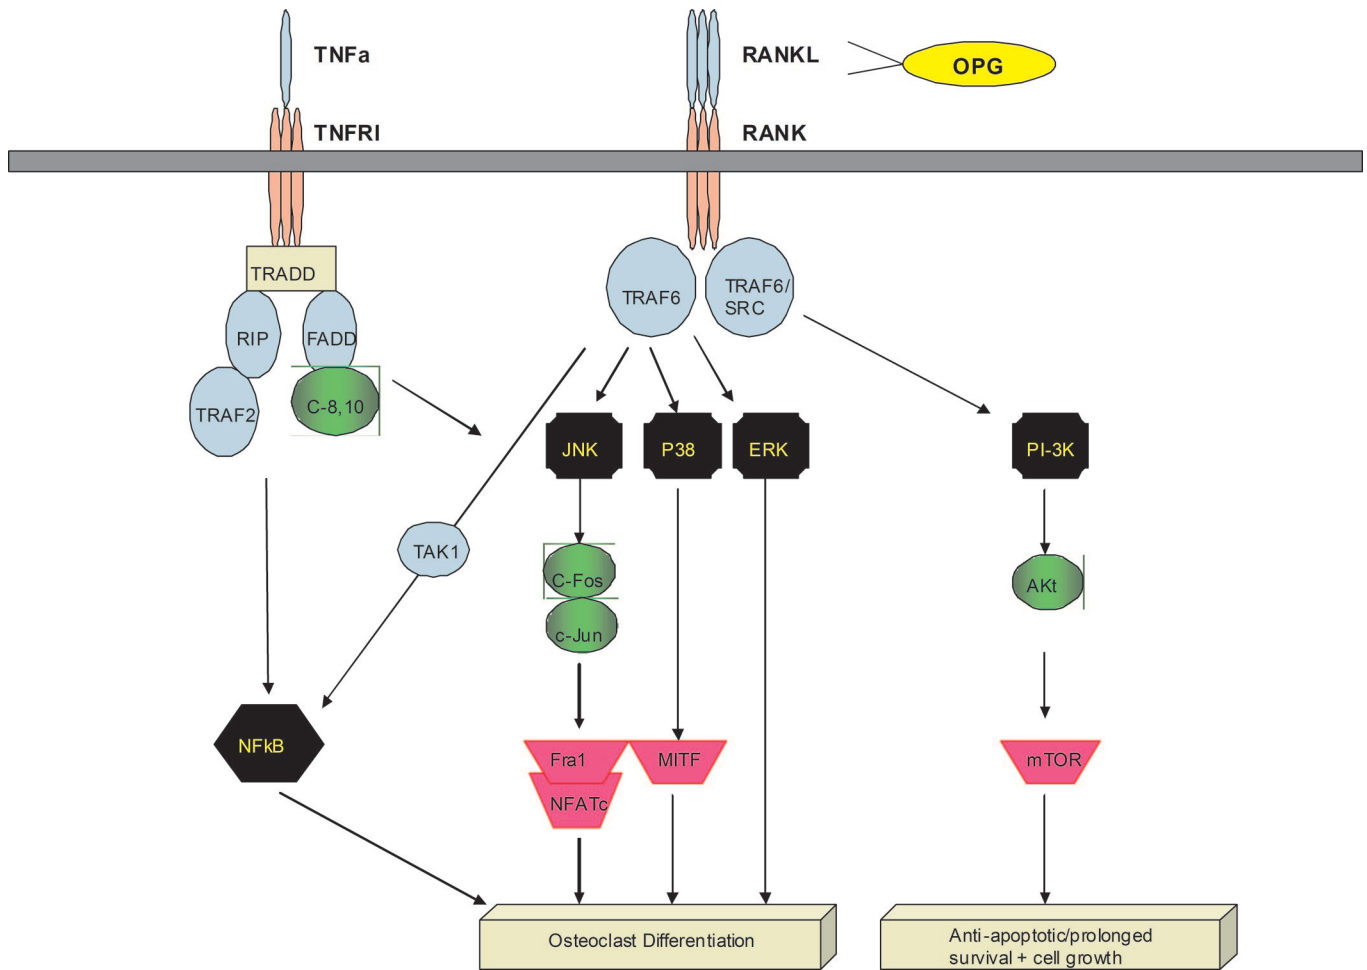 TNFa
RANKL
OPG
TNFRI
RANK
TRADD
TRAF6
TRAF6/
SRC
RIP
FADD
TRAF2
C-8,10
JNK
P38
ERK
PI-3K
TAK1
C-Fos
AKt
c-Jun
NFkB
Fra1
MITF
mTOR
NFATc
Osteoclast Differentiation
Anti-apoptotic/prolonged
survival + cell growth